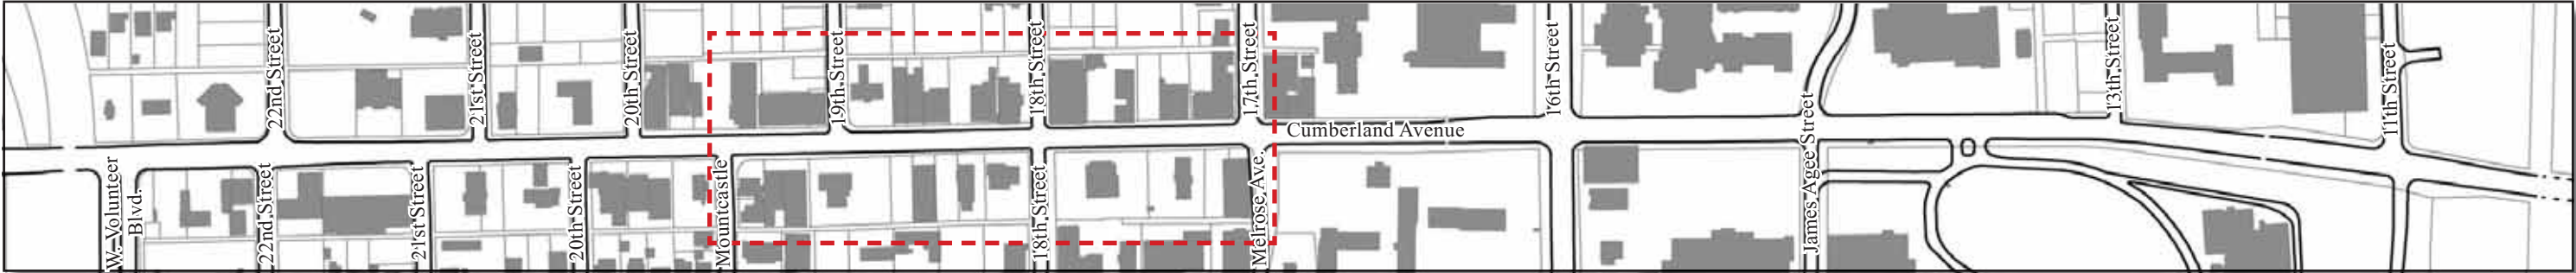 22nd Street
21st Street
20th Street
19th Street
18th Street
17th Street
16th Street
James Agee Street
13th Street
11th Street
Cumberland Avenue
W. Volunteer
Blvd.
22nd Street
21st Street
20th Street
Mountcastle
18th Street
Melrose Ave.